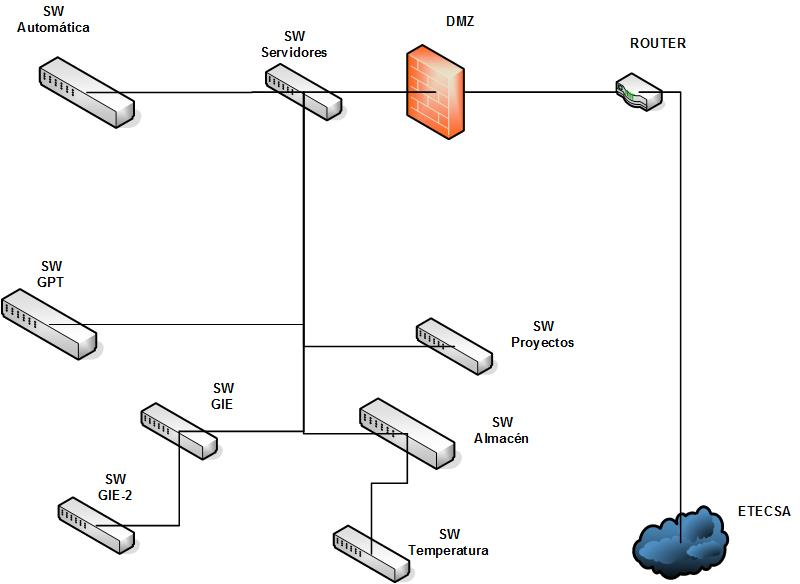 SW
Automática
SW
Servidores
DMZ
ROUTER
SW
GPT
SW
Proyectos
SW
GIE
SW
Almacén
SW
GIE-2
SW
Temperatura
ETECSA